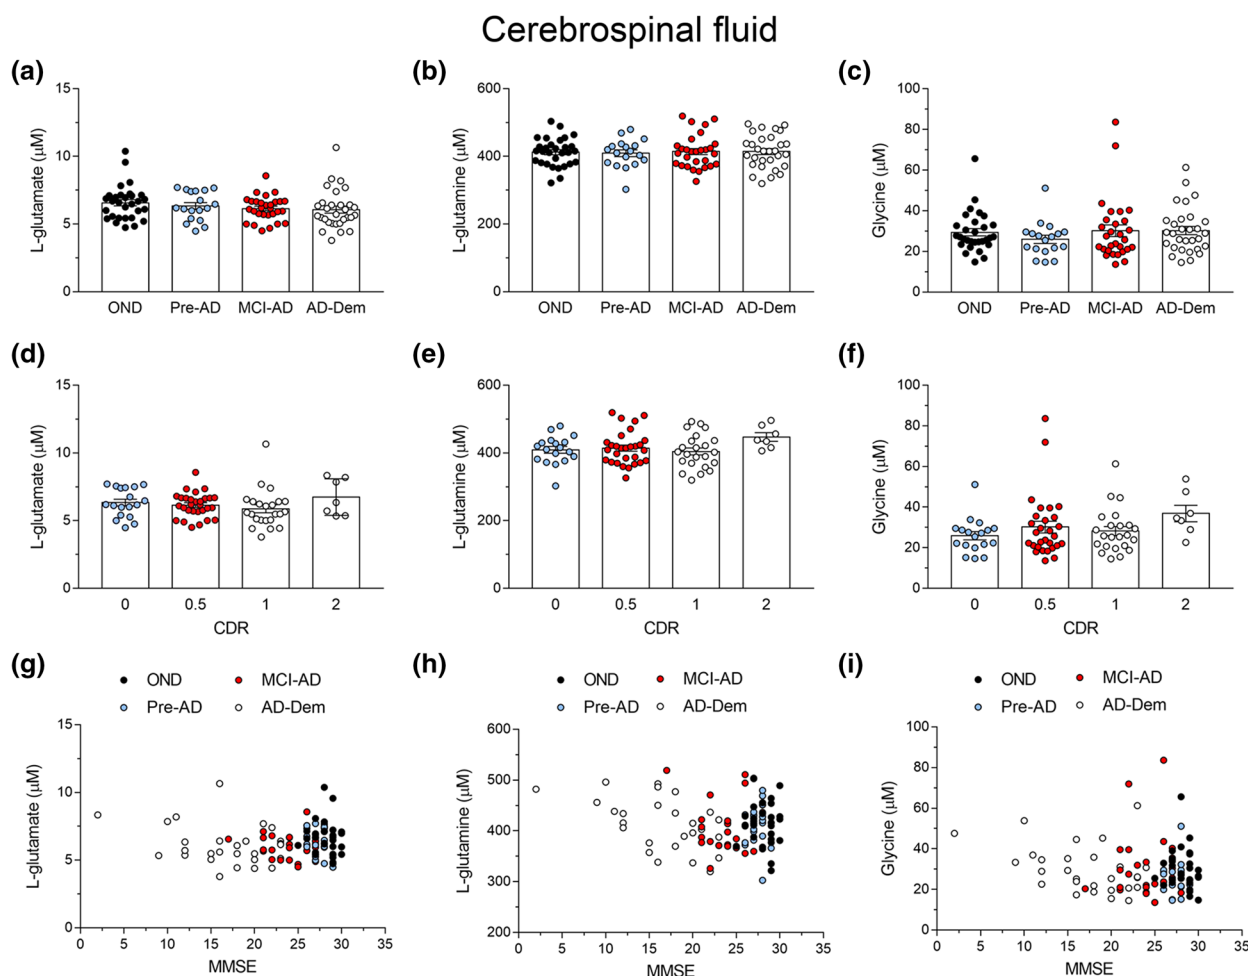 Cerebrospinal fluid
(a)
L-glutamate (μM)
15
10
5
0
OND Pre-AD MCI-AD AD-Dem
(b)
L-glutamine (μM)
600
400
200
0
OND Pre-AD MCI-AD AD-Dem
(c)
Glycine (μM)
100
80
60
40
20
0
OND Pre-AD MCI-AD AD-Dem
(d)
L-glutamate (μM)
15
10
5
0
0 0.5 1 2
CDR
(e)
L-glutamine (μM)
600
400
200
0
0 0.5 1 2
CDR
(f)
Glycine (μM)
100
80
60
40
20
0
0 0.5 1 2
CDR
(g)
OND MCI-AD
Pre-AD AD-Dem
L-glutamate (μM)
15
10
5
0
0 5 10 15 20 25 30 35
MMSE
(h)
OND MCI-AD
Pre-AD AD-Dem
L-glutamine (μM)
600
500
400
300
200
0 5 10 15 20 25 30 35
MMSE
(i)
OND MCI-AD
Pre-AD AD-Dem
Glycine (μM)
100
80
60
40
20
0
0 5 10 15 20 25 30 35
MMSE